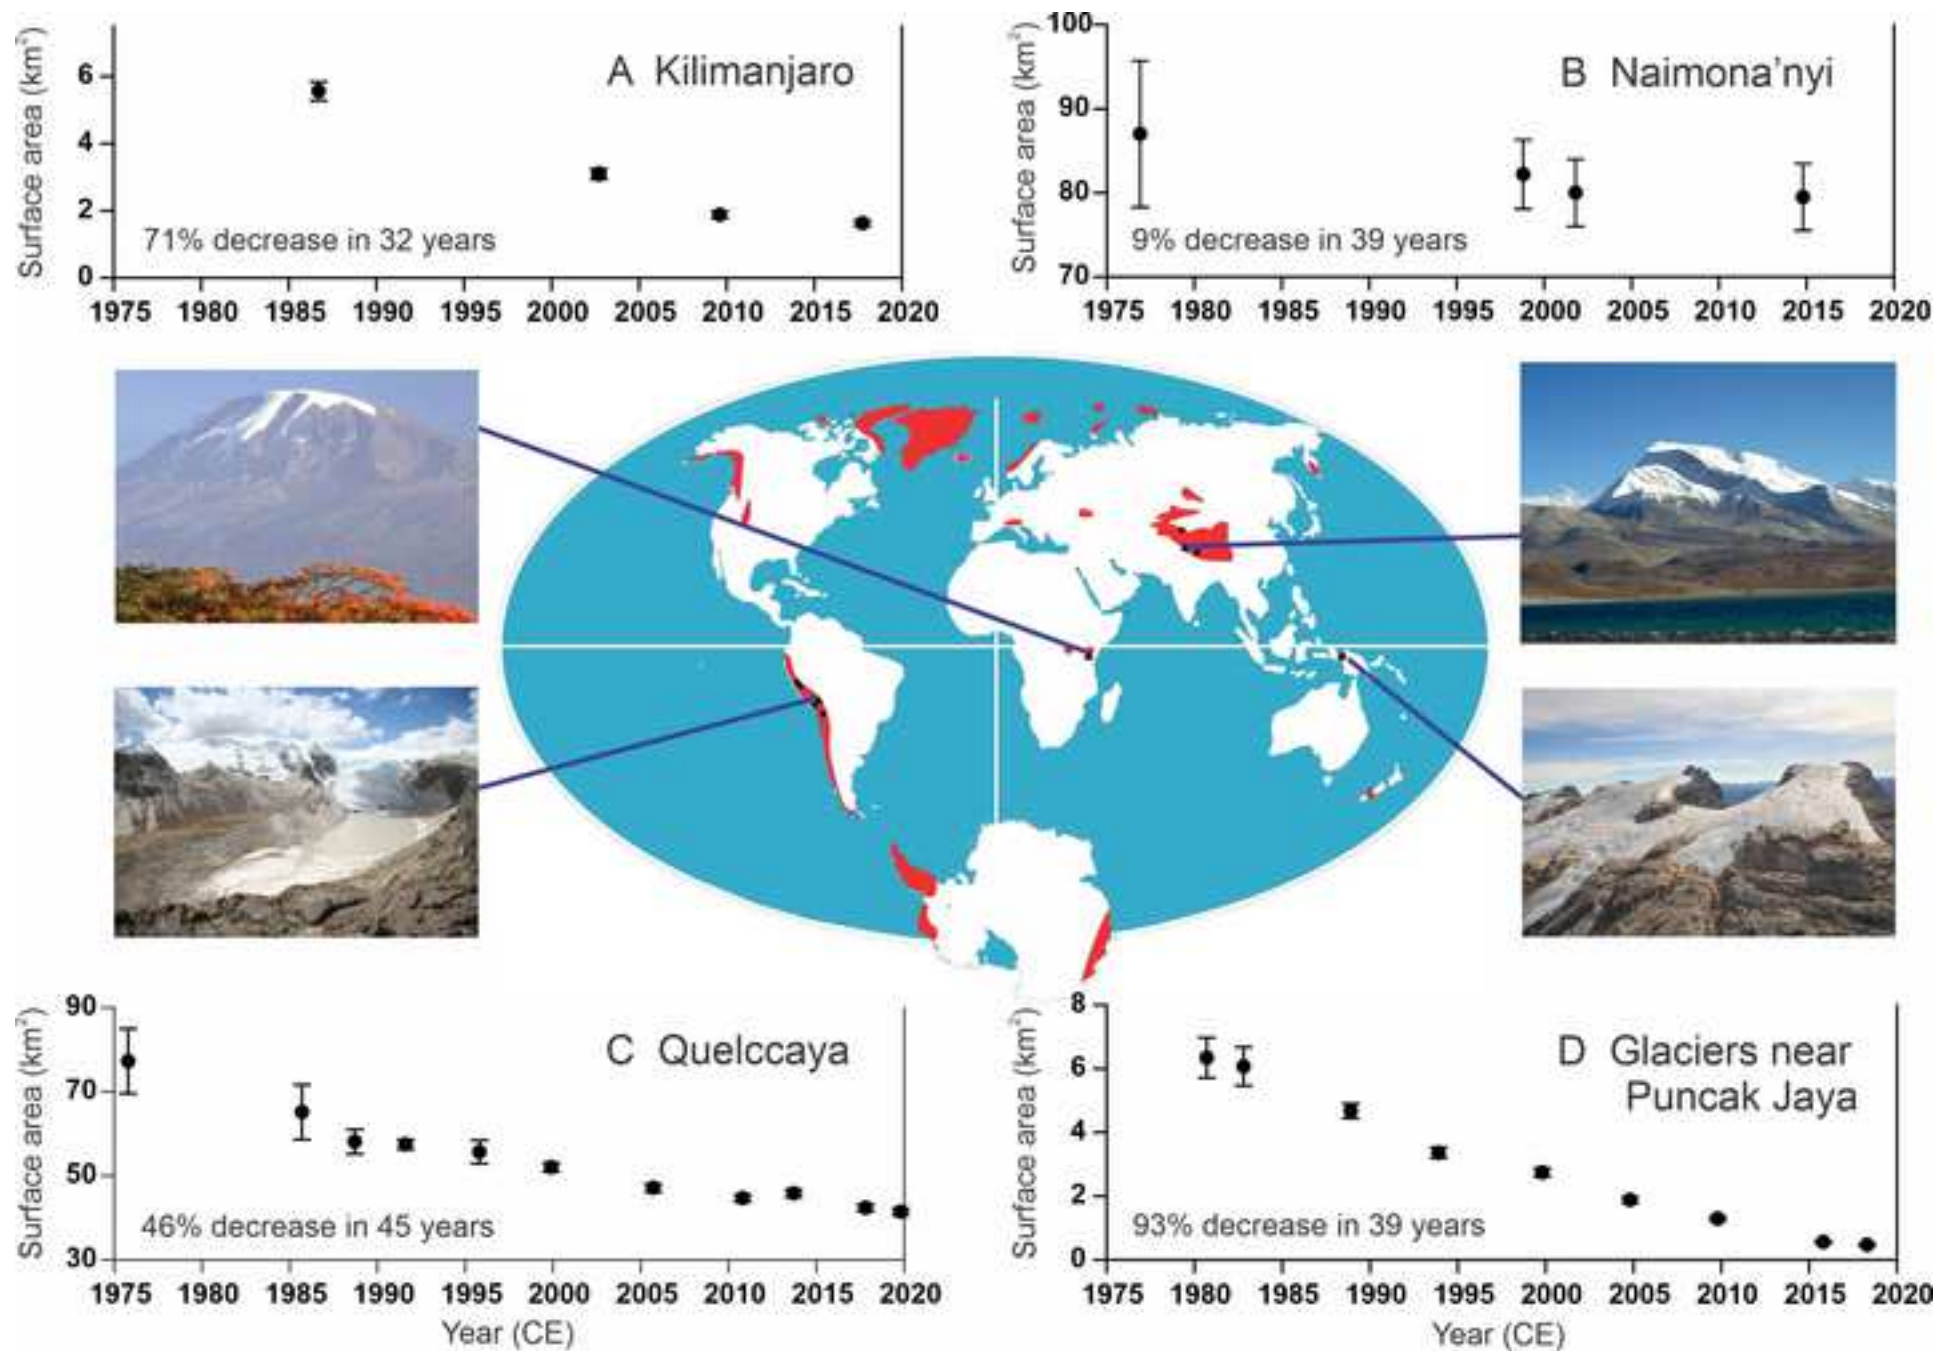 A Kilimanjaro
Surface area (km²)
6
4
2
0
71% decrease in 32 years
1975 1980 1985 1990 1995 2000 2005 2010 2015 2020
B Naimona'nyi
Surface area (km²)
100
90
80
70
9% decrease in 39 years
1975 1980 1985 1990 1995 2000 2005 2010 2015 2020
C Quelccaya
Surface area (km²)
90
70
50
30
46% decrease in 45 years
1975 1980 1985 1990 1995 2000 2005 2010 2015 2020
Year (CE)
D Glaciers near
Puncak Jaya
Surface area (km²)
8
6
4
2
0
93% decrease in 39 years
1975 1980 1985 1990 1995 2000 2005 2010 2015 2020
Year (CE)